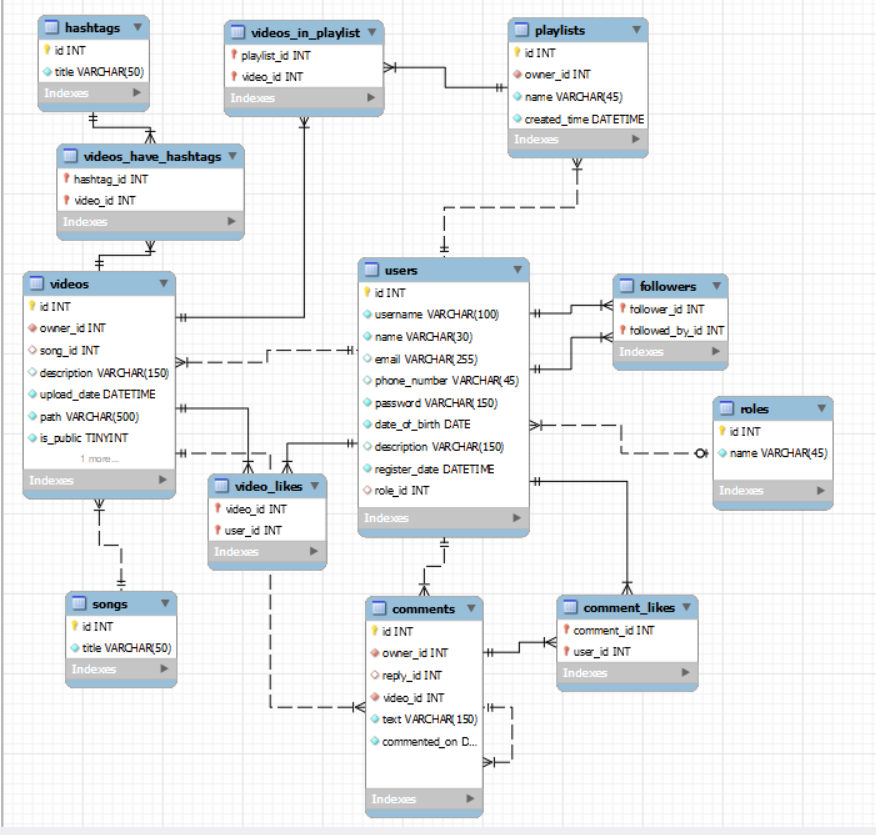 hashtags
id INT
title VARCHAR(50)
Indexes
videos_in_playlist
playlist_id INT
video_id INT
Indexes
playlists
id INT
owner_id INT
name VARCHAR(45)
created_time DATETIME
Indexes
videos_have_hashtags
hashtag_id INT
video_id INT
Indexes
videos
id INT
owner_id INT
song_id INT
description VARCHAR(150)
upload_date DATETIME
path VARCHAR(500)
is_public TINYINT
1 more...
Indexes
users
id INT
username VARCHAR(100)
name VARCHAR(30)
email VARCHAR(255)
phone_number VARCHAR(45)
password VARCHAR(150)
date_of_birth DATE
description VARCHAR(150)
register_date DATETIME
role_id INT
Indexes
followers
follower_id INT
followed_by_id INT
Indexes
roles
id INT
name VARCHAR(45)
Indexes
video_likes
video_id INT
user_id INT
Indexes
songs
id INT
title VARCHAR(50)
Indexes
comments
id INT
owner_id INT
reply_id INT
video_id INT
text VARCHAR(150)
commented_on D...
Indexes
comment_likes
comment_id INT
user_id INT
Indexes